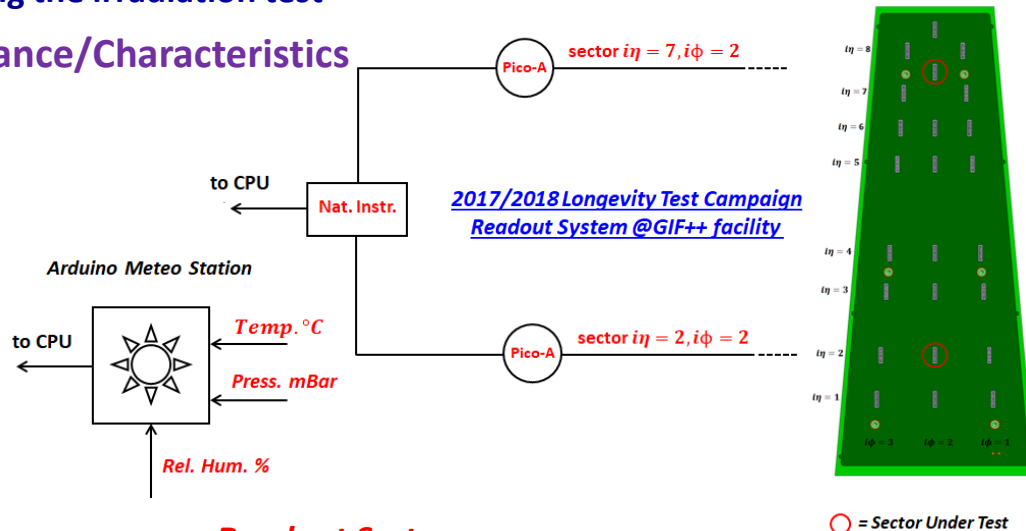 the irradiation test
ance/Characteristics
Pico-A
sector iη = 7, iϕ = 2
to CPU
Nat. Instr.
2017/2018 Longevity Test Campaign
Readout System @GIF++ facility
Arduino Meteo Station
to CPU
Temp. °C
Press. mBar
Rel. Hum. %
Pico-A
sector iη = 2, iϕ = 2
iη = 8
iη = 7
iη = 6
iη = 5
iη = 4
iη = 3
iη = 2
iη = 1
iϕ = 3 iϕ = 2 iϕ = 1
= Sector Under Test